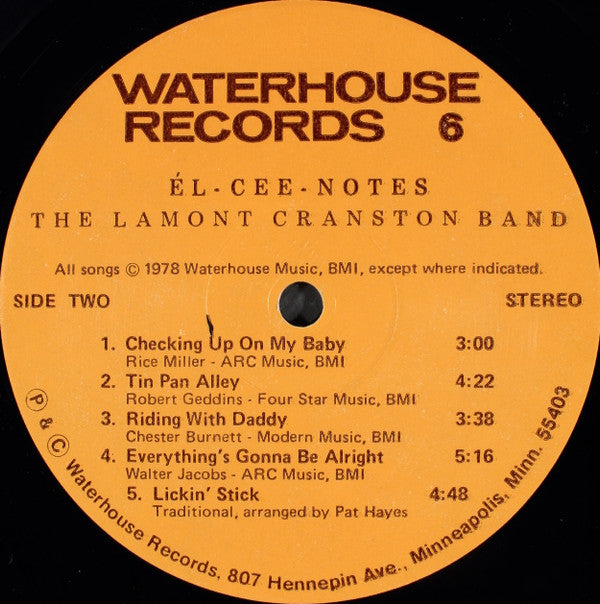 WATERHOUSE
RECORDS 6
ÉL-CEE-NOTES
THE LAMONT CRANSTON BAND
All songs © 1978 Waterhouse Music, BMI, except where indicated.
SIDE TWO STEREO
1. Checking Up On My Baby 3:00
Rice Miller - ARC Music, BMI
2. Tin Pan Alley 4:22
Robert Geddins - Four Star Music, BMI
3. Riding With Daddy 3:38
Chester Burnett - Modern Music, BMI
4. Everything's Gonna Be Alright 5:16
Walter Jacobs - ARC Music, BMI
5. Lickin' Stick 4:48
Traditional, arranged by Pat Hayes
Ⓟ & © Waterhouse Records, 807 Hennepin Ave., Minneapolis, Minn. 55403